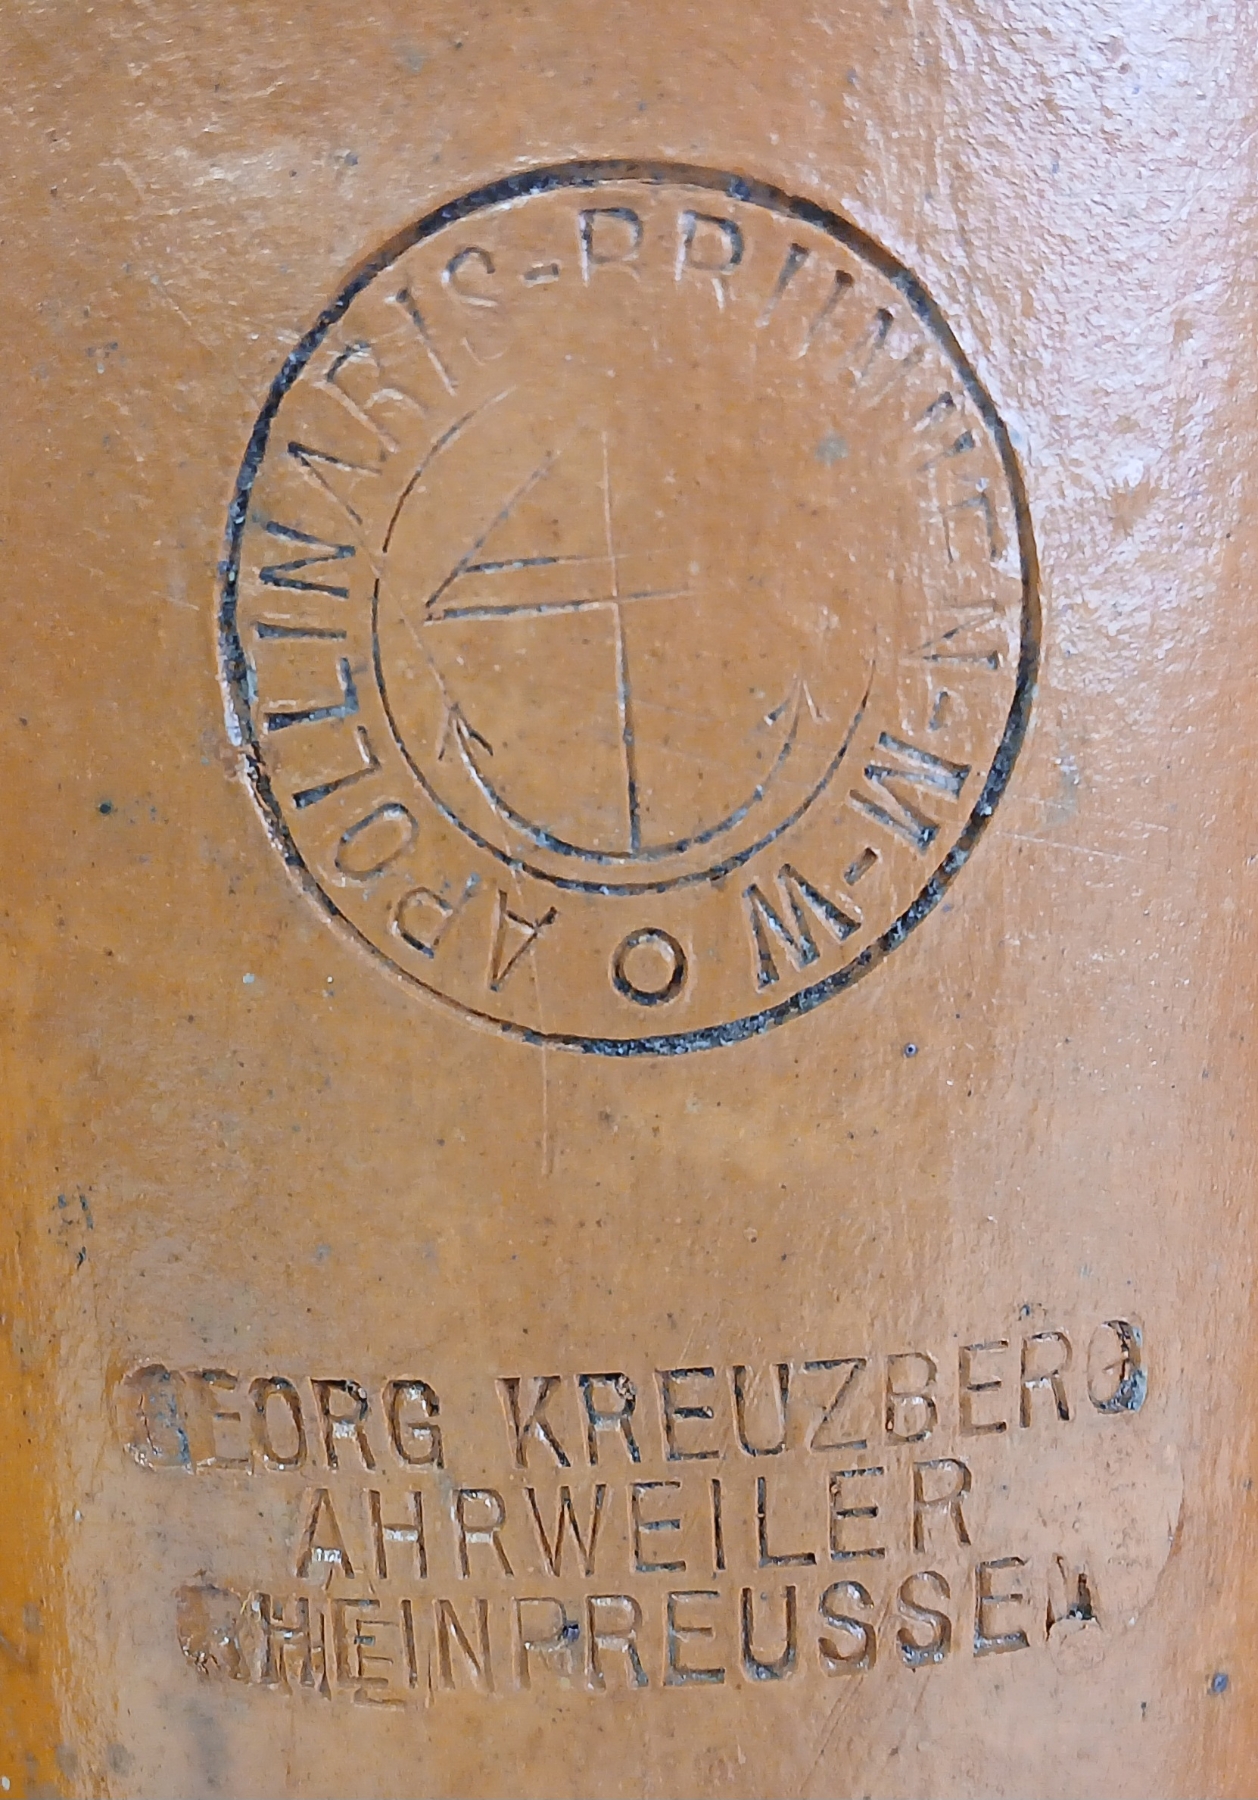 APOLLINARIS-BRUNNEN-M-W O
GEORG KREUZBERG
AHRWEILER
RHEINPREUSSEN